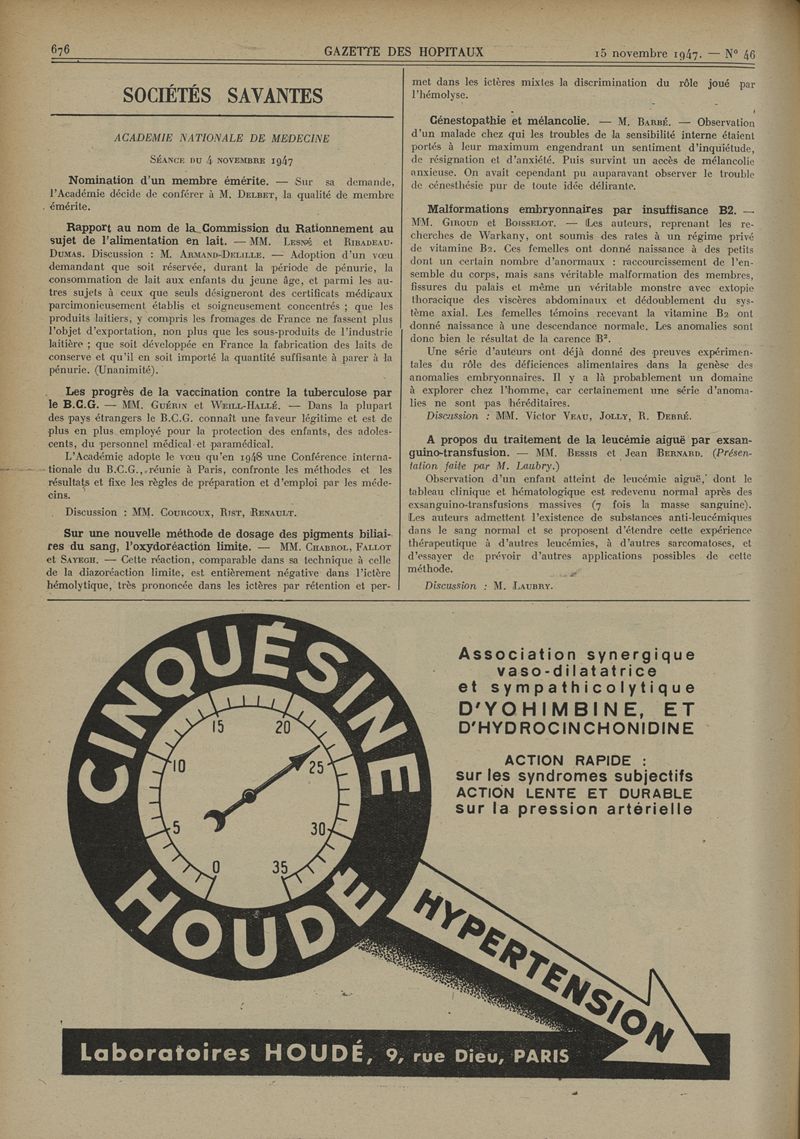 676
GAZETTE DES HOPITAUX
15 novembre 1947. — N° 46
SOCIÉTÉS SAVANTES
ACADEMIE NATIONALE DE MEDECINE
SÉANCE DU 4 NOVEMBRE 1947
Nomination d'un membre émérite. — Sur sa demande,
l'Académie décide de conférer à M. DELBET, la qualité de membre
émérite.
Rapport au nom de la Commission du Rationnement au
sujet de l'alimentation en lait. — MM. LESNÉ et RIBADEAU-
DUMAS. Discussion : M. ARMAND-DELILLE. — Adoption d'un vœu
demandant que soit réservée, durant la période de pénurie, la
consommation de lait aux enfants du jeune âge, et parmi les au-
tres sujets à ceux que seuls désigneront des certificats médicaux
parcimonieusement établis et soigneusement concentrés ; que les
produits laitiers, y compris les fromages de France ne fassent plus
l'objet d'exportation, non plus que les sous-produits de l'industrie
laitière ; que soit développée en France la fabrication des laits de
conserve et qu'il en soit importé la quantité suffisante à parer à la
pénurie. (Unanimité).
Les progrès de la vaccination contre la tuberculose par
le B.C.G. — MM. GUÉRIN et WEILL-HALLÉ. — Dans la plupart
des pays étrangers le B.C.G. connaît une faveur légitime et est de
plus en plus employé pour la protection des enfants, des adoles-
cents, du personnel médical et paramédical.
L'Académie adopte le vœu qu'en 1948 une Conférence interna-
tionale du B.C.G., réunie à Paris, confronte les méthodes et les
résultats et fixe les règles de préparation et d'emploi par les méde-
cins.
Discussion : MM. COURCOUX, RIST, RENAULT.
Sur une nouvelle méthode de dosage des pigments biliai-
res du sang, l'oxydoréaction limite. — MM. CHABROL, FALLOT
et SAYEGH. — Cette réaction, comparable dans sa technique à celle
de la diazoréaction limite, est entièrement négative dans l'ictère
hémolytique, très prononcée dans les ictères par rétention et per-
met dans les ictères mixtes la discrimination du rôle joué par
l'hémolyse.
Cénestopathie et mélancolie. — M. BARBÉ. — Observation
d'un malade chez qui les troubles de la sensibilité interne étaient
portés à leur maximum engendrant un sentiment d'inquiétude,
de résignation et d'anxiété. Puis survint un accès de mélancolie
anxieuse. On avait cependant pu auparavant observer le trouble
de cénesthésie pur de toute idée délirante.
Malformations embryonnaires par insuffisance B2. —
MM. GIROUD et BOISSELOT. — Les auteurs, reprenant les re-
cherches de Warkany, ont soumis des rates à un régime privé
de vitamine B2. Ces femelles ont donné naissance à des petits
dont un certain nombre d'anormaux : raccourcissement de l'en-
semble du corps, mais sans véritable malformation des membres,
fissures du palais et même un véritable monstre avec extopie
thoracique des viscères abdominaux et dédoublement du sys-
tème axial. Les femelles témoins recevant la vitamine B2 ont
donné naissance à une descendance normale. Les anomalies sont
donc bien le résultat de la carence B².
Une série d'auteurs ont déjà donné des preuves expérimen-
tales du rôle des déficiences alimentaires dans la genèse des
anomalies embryonnaires. Il y a là probablement un domaine
à explorer chez l'homme, car certainement une série d'anoma-
lies ne sont pas héréditaires.
Discussion : MM. Victor VEAU, JOLLY, R. DEBRÉ.
A propos du traitement de la leucémie aiguë par exsan-
guino-transfusion. — MM. BESSIS et Jean BERNARD. (Présen-
tation faite par M. Laubry.)
Observation d'un enfant atteint de leucémie aiguë, dont le
tableau clinique et hématologique est redevenu normal après des
exsanguino-transfusions massives (7 fois la masse sanguine).
Les auteurs admettent l'existence de substances anti-leucémiques
dans le sang normal et se proposent d'étendre cette expérience
thérapeutique à d'autres leucémies, à d'autres sarcomatoses, et
d'essayer de prévoir d'autres applications possibles de cette
méthode.
Discussion : M. LAUBRY.
CINQUÉSINE
HOUDÉ
0
5
10
15
20
25
30
35
HYPERTENSION
Association synergique
vaso-dilatatrice
et sympathicolytique
D'YOHIMBINE, ET
D'HYDROCINCHONIDINE
ACTION RAPIDE :
sur les syndromes subjectifs
ACTION LENTE ET DURABLE
sur la pression artérielle
Laboratoires HOUDÉ, 9, rue Dieu, PARIS